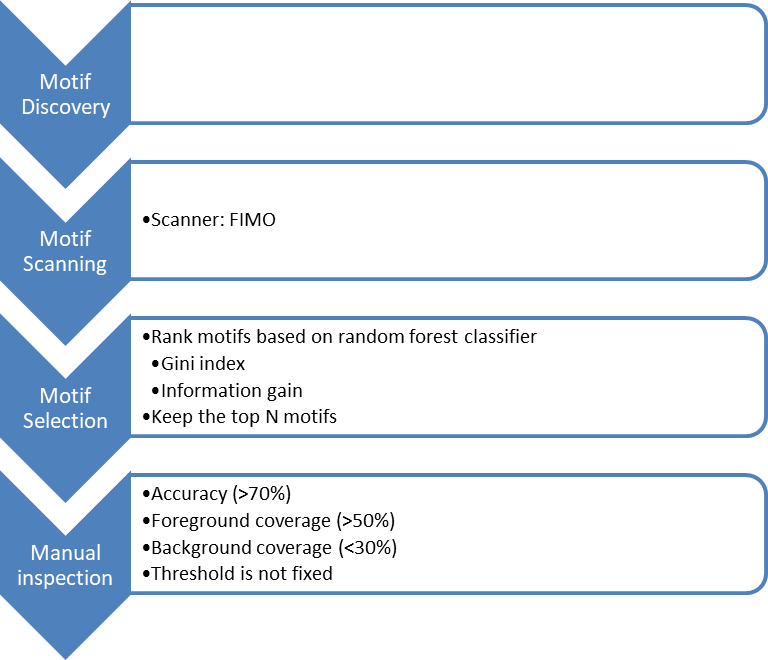 Motif
Discovery
Motif
Scanning
•Scanner: FIMO
Motif
Selection
•Rank motifs based on random forest classifier
•Gini index
•Information gain
•Keep the top N motifs
Manual
inspection
•Accuracy (>70%)
•Foreground coverage (>50%)
•Background coverage (<30%)
•Threshold is not fixed